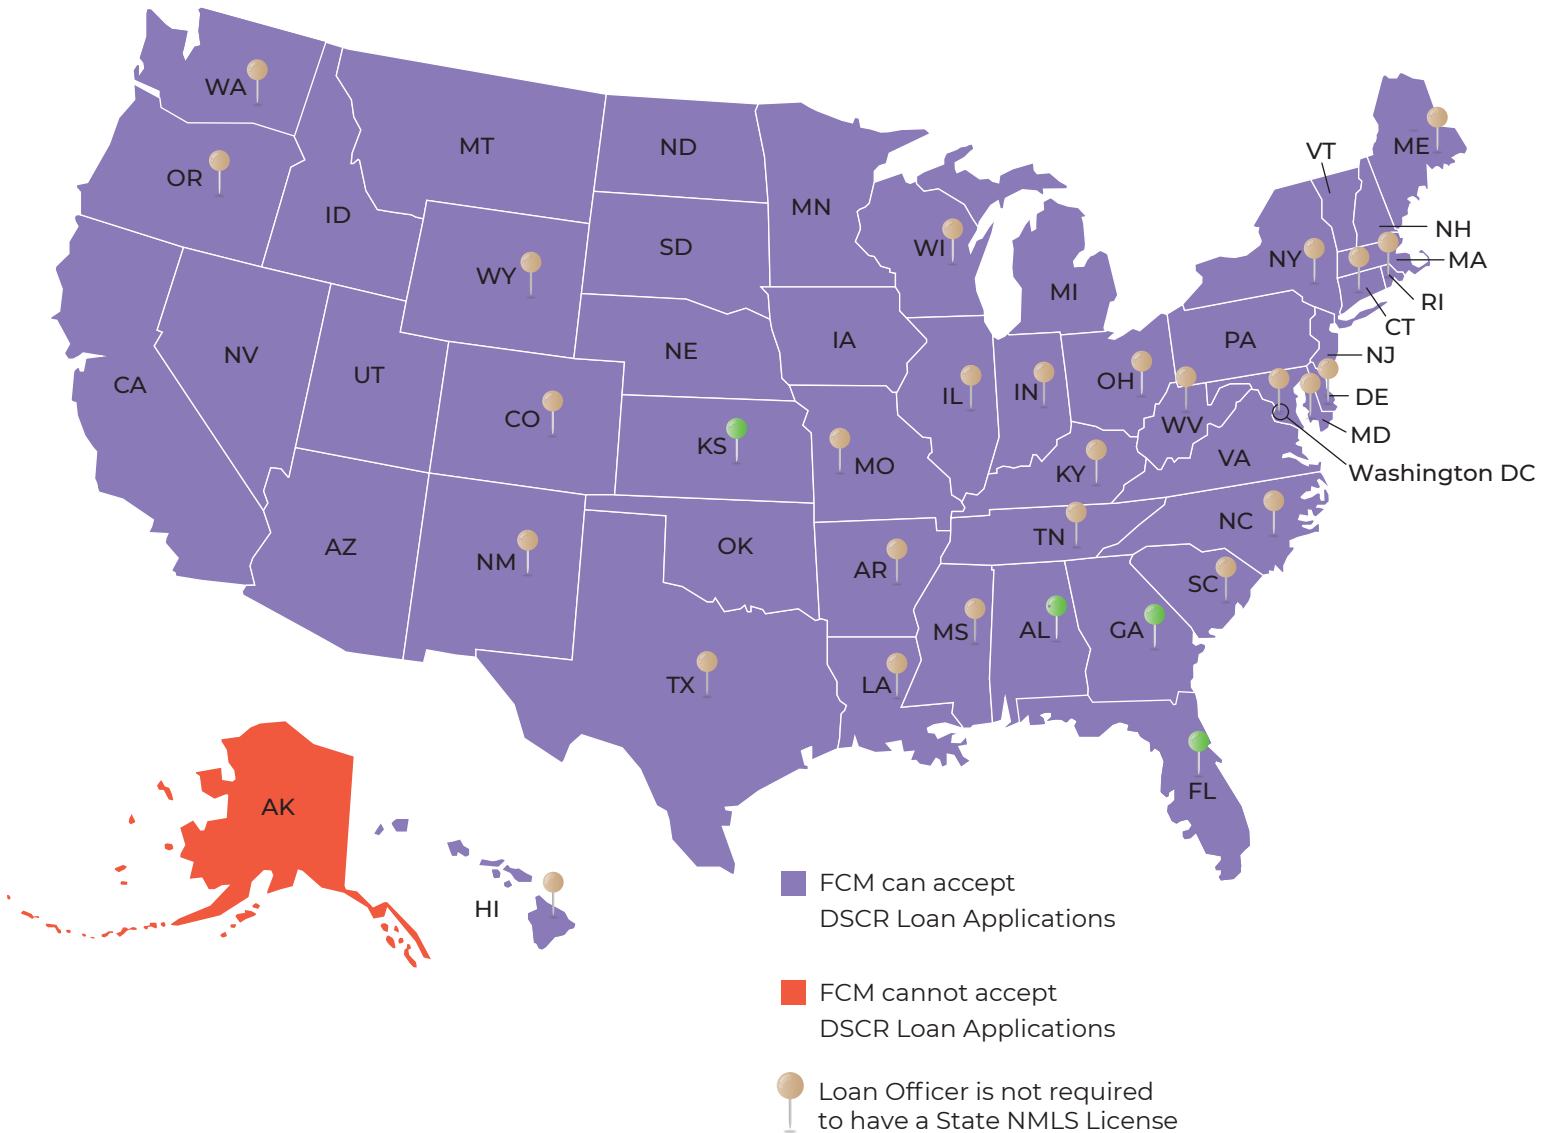 WA
MT
ND
VT
ME
OR
MN
ID
SD
WI
NH
NY
MA
WY
MI
RI
CT
NE
IA
PA
NV
NJ
UT
CA
OH
IN
IL
DE
CO
WV
MD
KS
MO
VA
KY
Washington DC
NC
TN
AZ
OK
NM
AR
SC
MS
AL
GA
TX
LA
FL
AK
HI
FCM can accept
DSCR Loan Applications
FCM cannot accept
DSCR Loan Applications
Loan Officer is not required
to have a State NMLS License